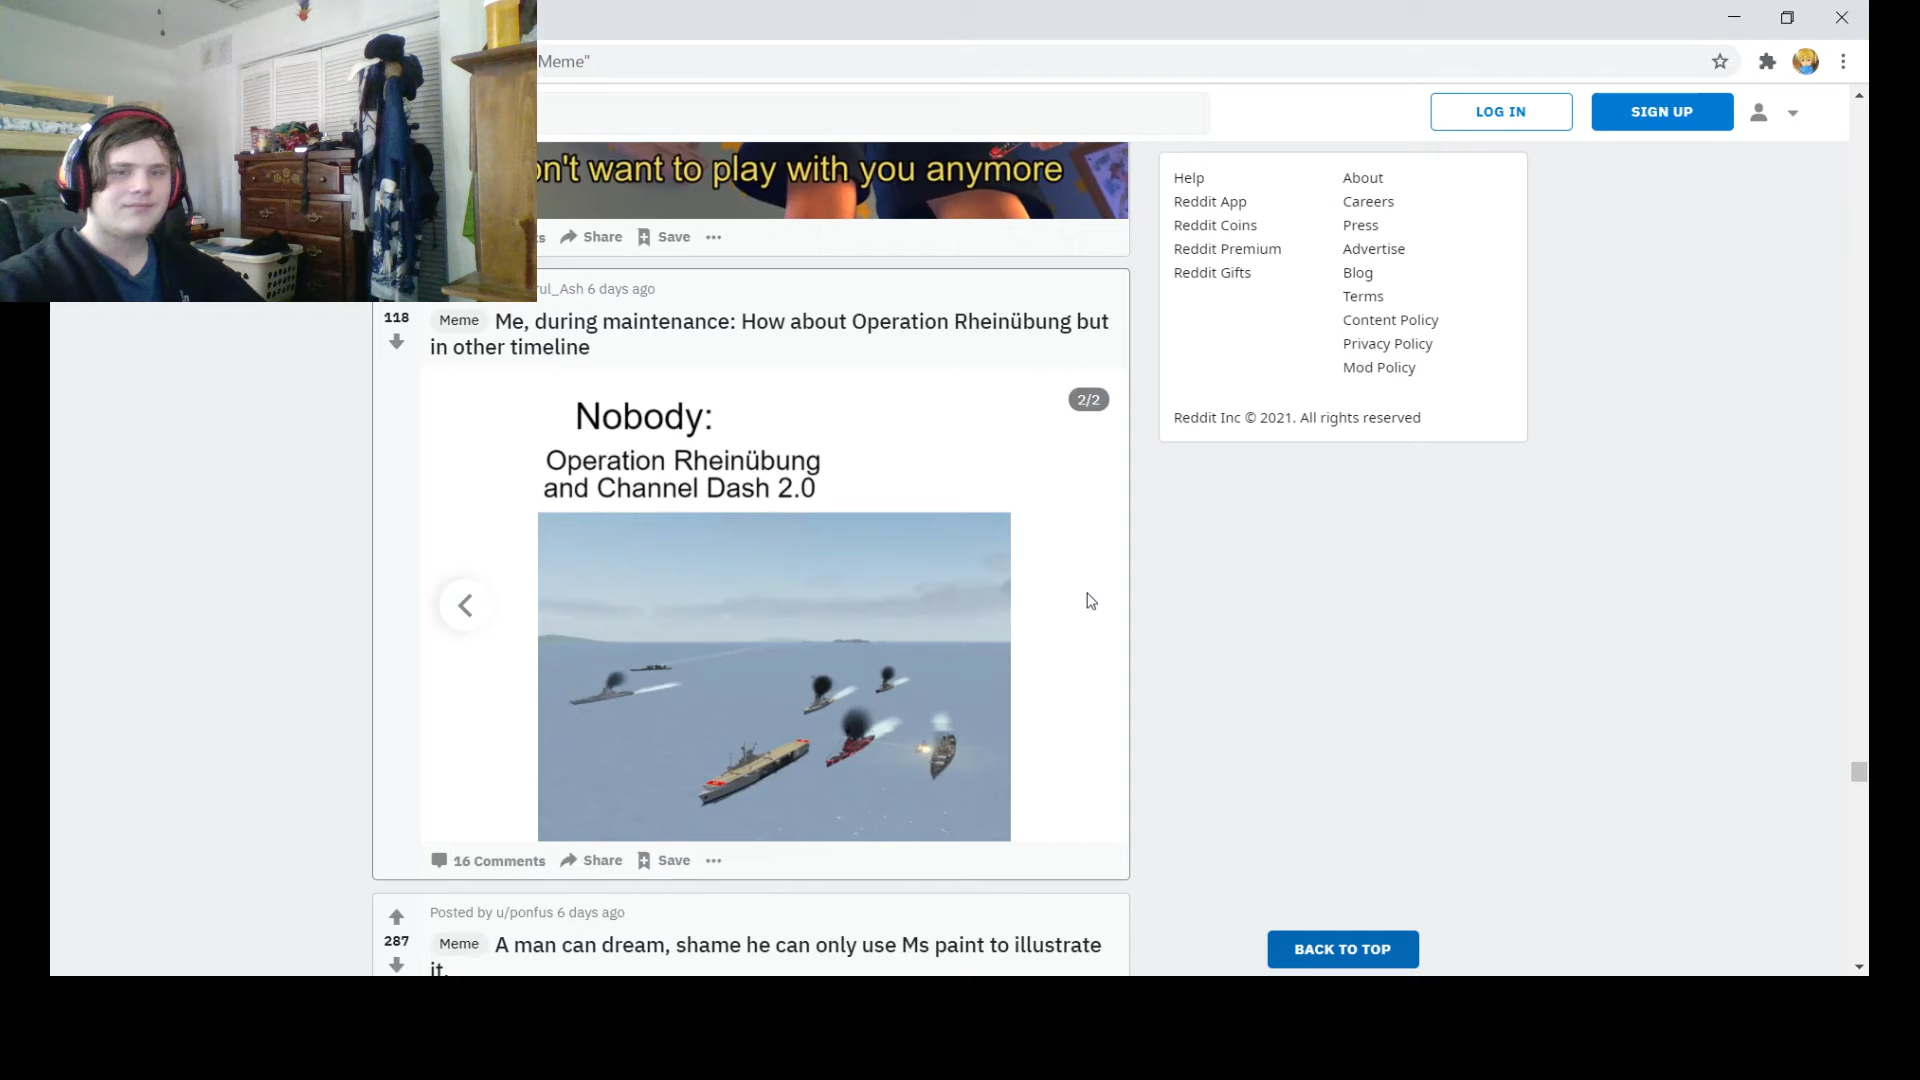 Meme"
LOG IN
SIGN UP
on't want to play with you anymore
Share
Save
rul_Ash 6 days ago
118
Meme
Me, during maintenance: How about Operation Rheinübung but
in other timeline
2/2
Nobody:
Operation Rheinübung
and Channel Dash 2.0
16 Comments
Share
Save
Posted by u/ponfus 6 days ago
287
Meme
A man can dream, shame he can only use Ms paint to illustrate
it.
Help
Reddit App
Reddit Coins
Reddit Premium
Reddit Gifts
About
Careers
Press
Advertise
Blog
Terms
Content Policy
Privacy Policy
Mod Policy
Reddit Inc © 2021. All rights reserved
BACK TO TOP